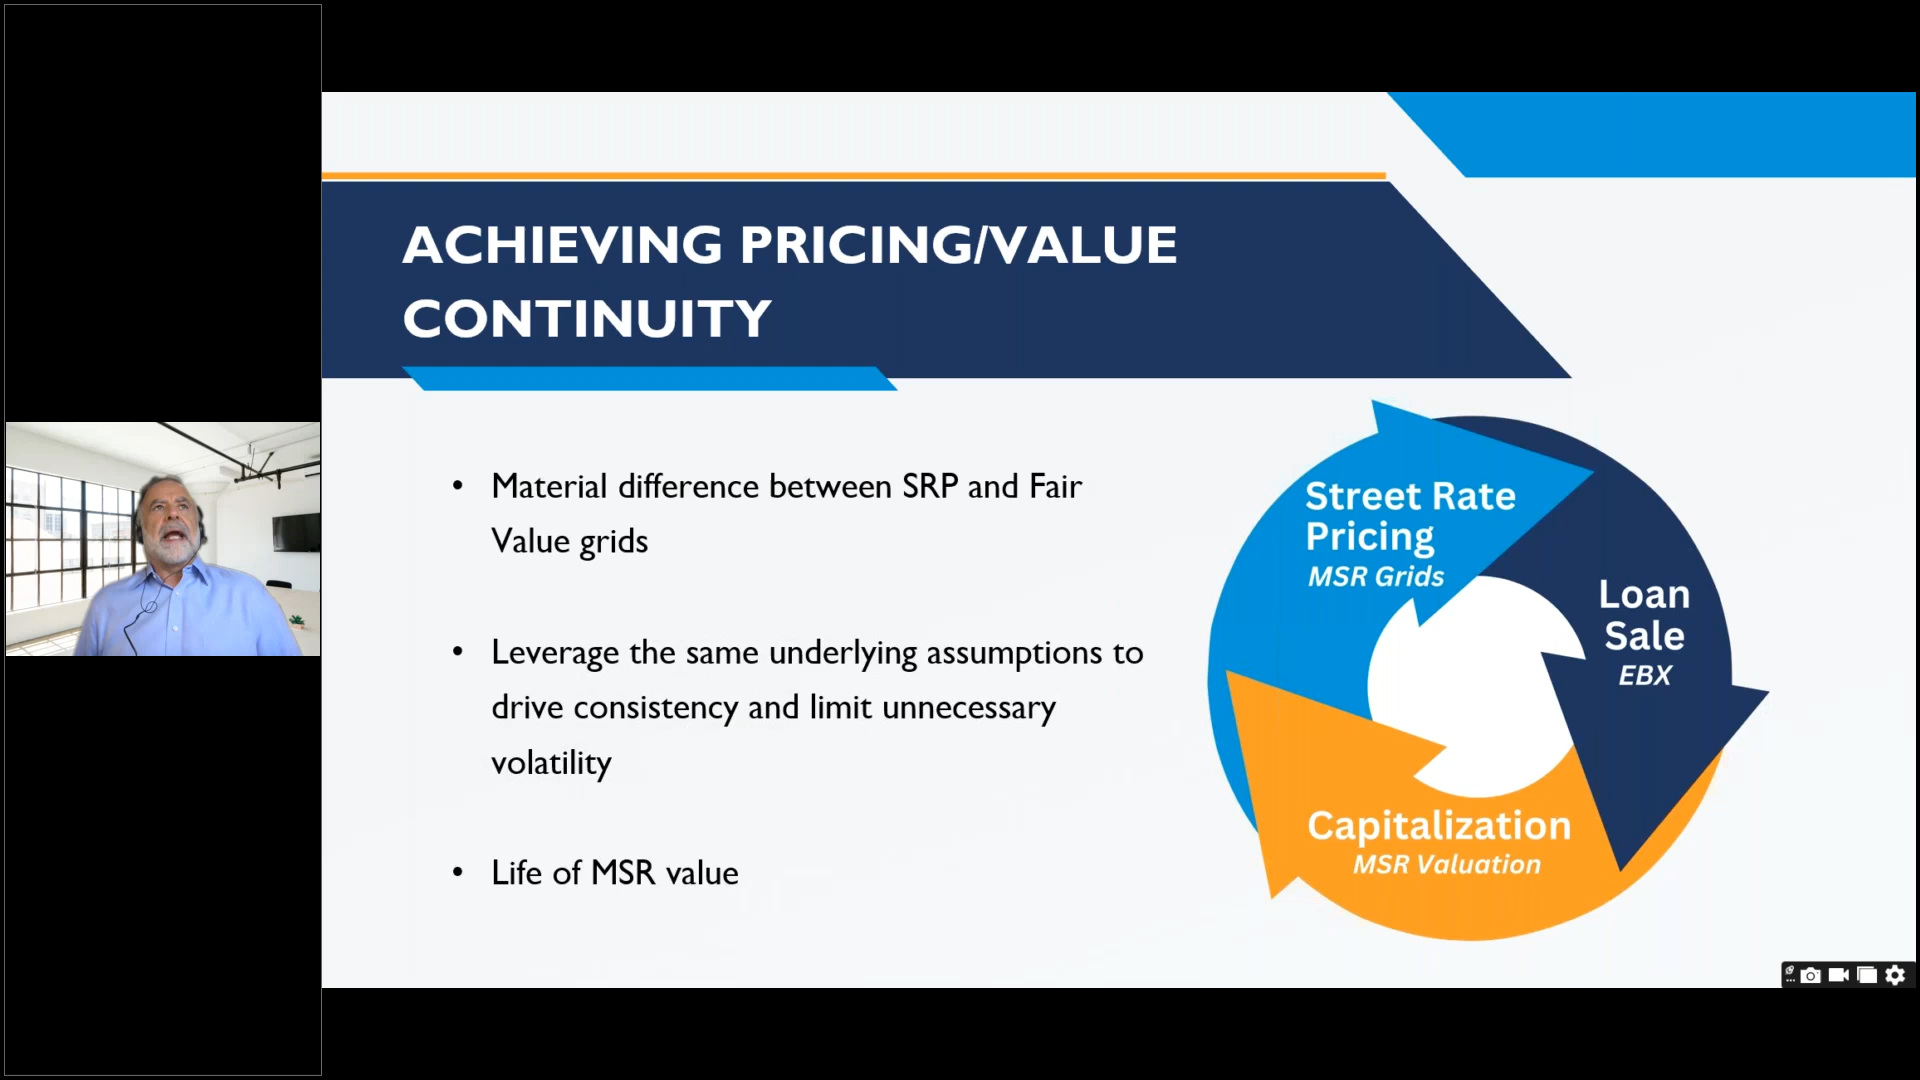 ACHIEVING PRICING/VALUE
CONTINUITY
• Material difference between SRP and Fair
Value grids
• Leverage the same underlying assumptions to
drive consistency and limit unnecessary
volatility
• Life of MSR value
Street Rate
Pricing
MSR Grids
Loan
Sale
EBX
Capitalization
MSR Valuation